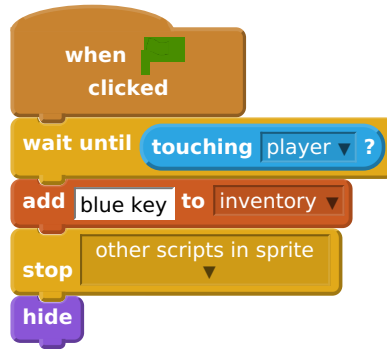 when
clicked
wait until touching player ▼ ?
add blue key to inventory ▼
stop other scripts in sprite ▼
hide